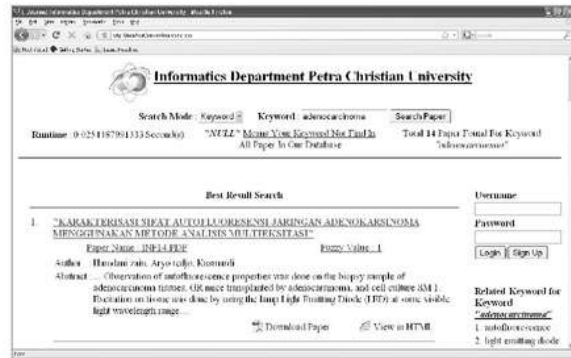 Informatics Department Petra Christian University
Search Mode : Keyword Keyword : adenocarcinoma Search Paper
Runtime : Second(s)
"NULL" Means Your Keyword Not Find In
All Paper In Our Database
Total 14 Paper Found For Keyword
"adenocarcinoma"
Best Result Search
1. "KARAKTERISASI SIFAT AUTOFLUORESENSI JARINGAN ADENOKARSINOMA
MENGGUNAKAN METODE ANALISIS MULTIEKSITASI"
Paper Name : INF14.PDF Fuzzy Value : 1
Author : Hamdani zain, Kusminarti
Abstract : ... Observation of autofluorescence properties was done on the biopsy sample of
adenocarcinoma tissues, GR mice transplanted by adenocarcinoma, and cell culture
Excitation on tissue was done by using the lamp Light Emitting Diode (LED) at some visible
light wavelength range ...
Download Paper View in HTML
Username
Password
Login Sign Up
Related Keyword for
Keyword
"adenocarcinoma"
1. autofluorescence
2. light emitting diode